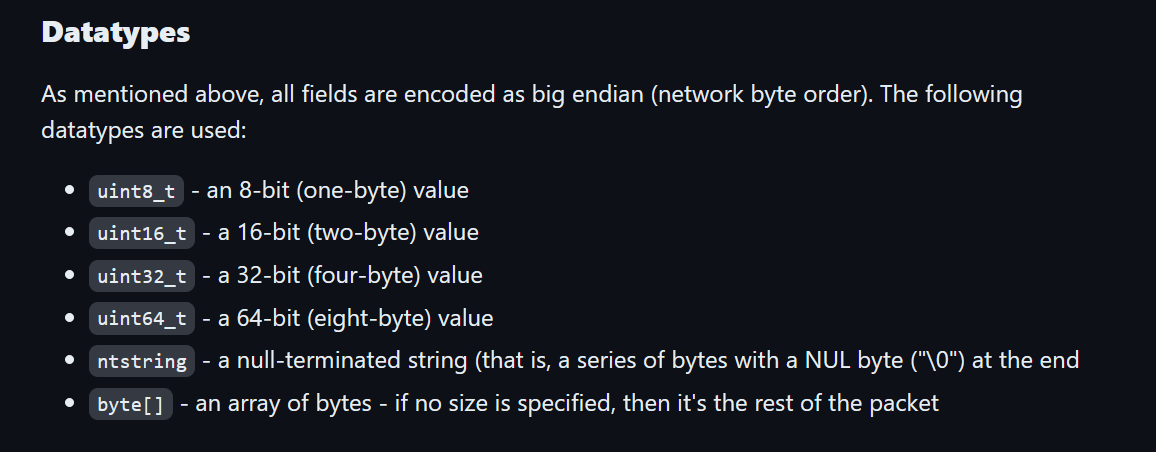 Datatypes
As mentioned above, all fields are encoded as big endian (network byte order). The following
datatypes are used:
• uint8_t - an 8-bit (one-byte) value
• uint16_t - a 16-bit (two-byte) value
• uint32_t - a 32-bit (four-byte) value
• uint64_t - a 64-bit (eight-byte) value
• ntstring - a null-terminated string (that is, a series of bytes with a NUL byte ("\0") at the end
• byte[] - an array of bytes - if no size is specified, then it's the rest of the packet